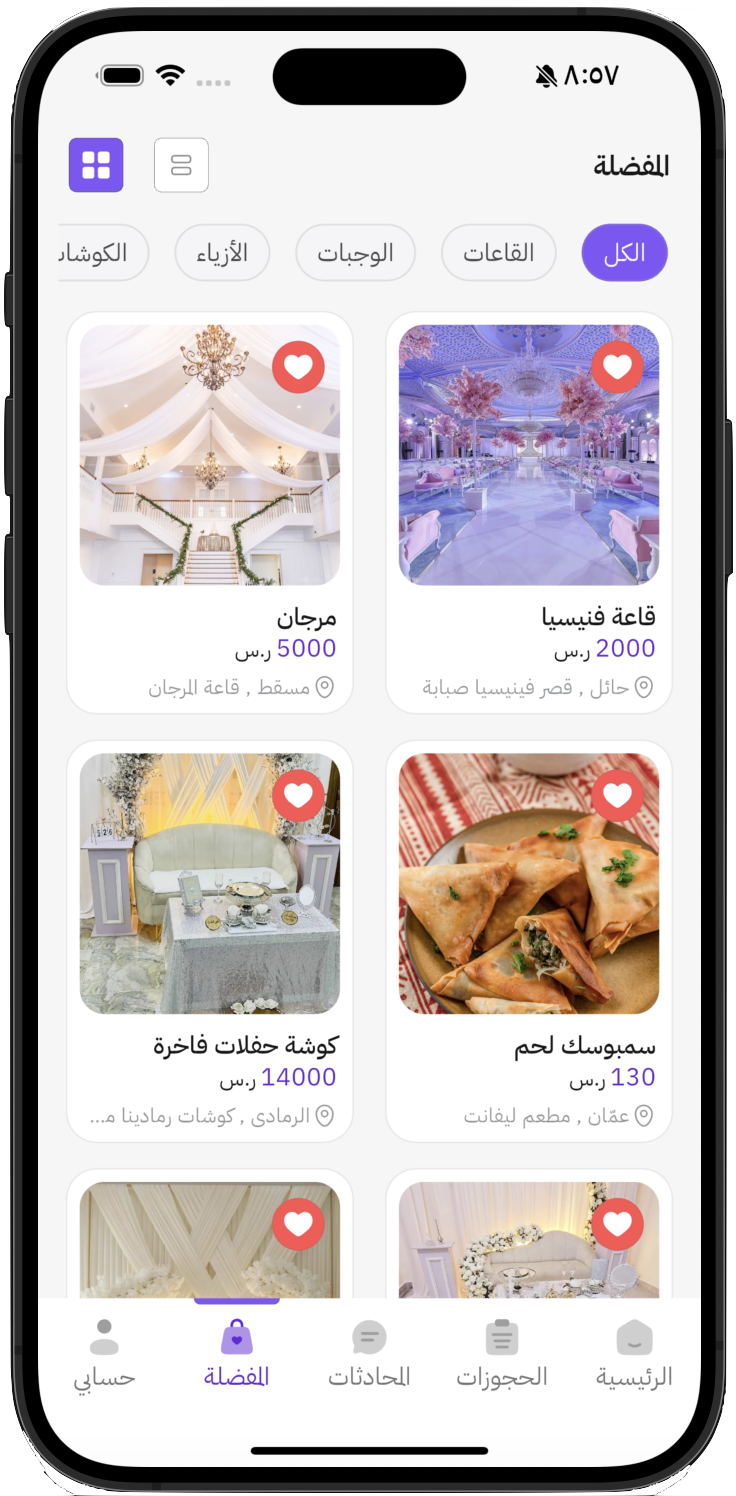 ٨:٥٧
المفضلة
الكل
القاعات
الوجبات
الأزياء
الكوشات
قاعة فنيسيا
2000 ر.س
حائل , قصر فينيسيا صبابة
مرجان
5000 ر.س
مسقط , قاعة المرجان
سمبوسك لحم
130 ر.س
عمّان , مطعم ليفانت
كوشة حفلات فاخرة
14000 ر.س
الرمادى , كوشات رمادينا م...
الرئيسية
الحجوزات
المحادثات
المفضلة
حسابي